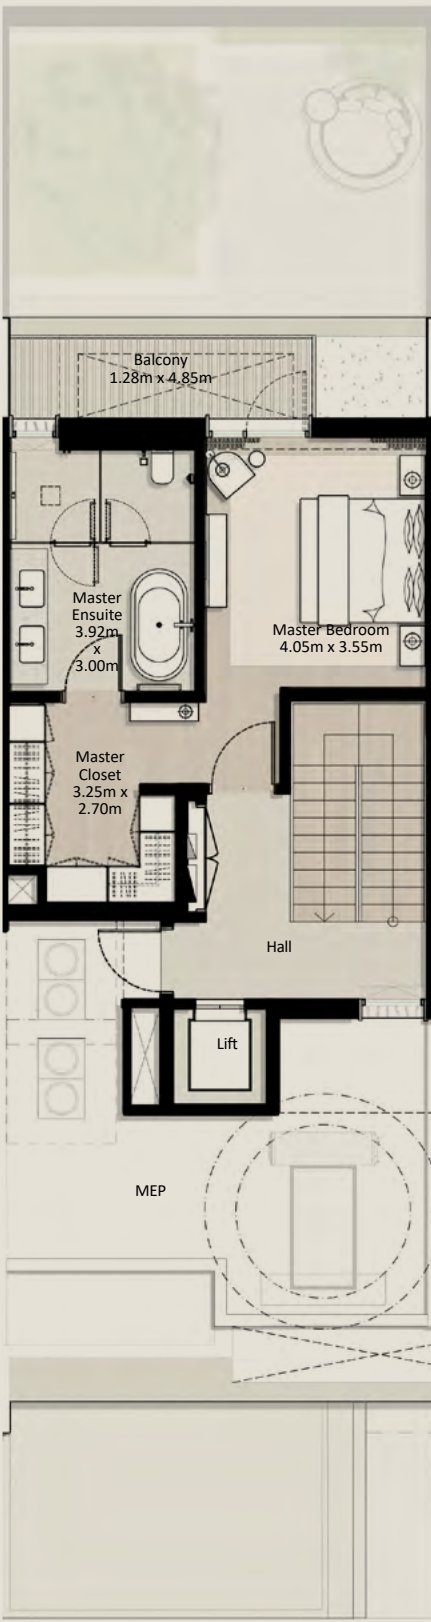 Balcony
1.28m x 4.85m
Master
Ensuite
3.92m
x
3.00m
Master Bedroom
4.05m x 3.55m
Master
Closet
3.25m x
2.70m
Hall
Lift
MEP